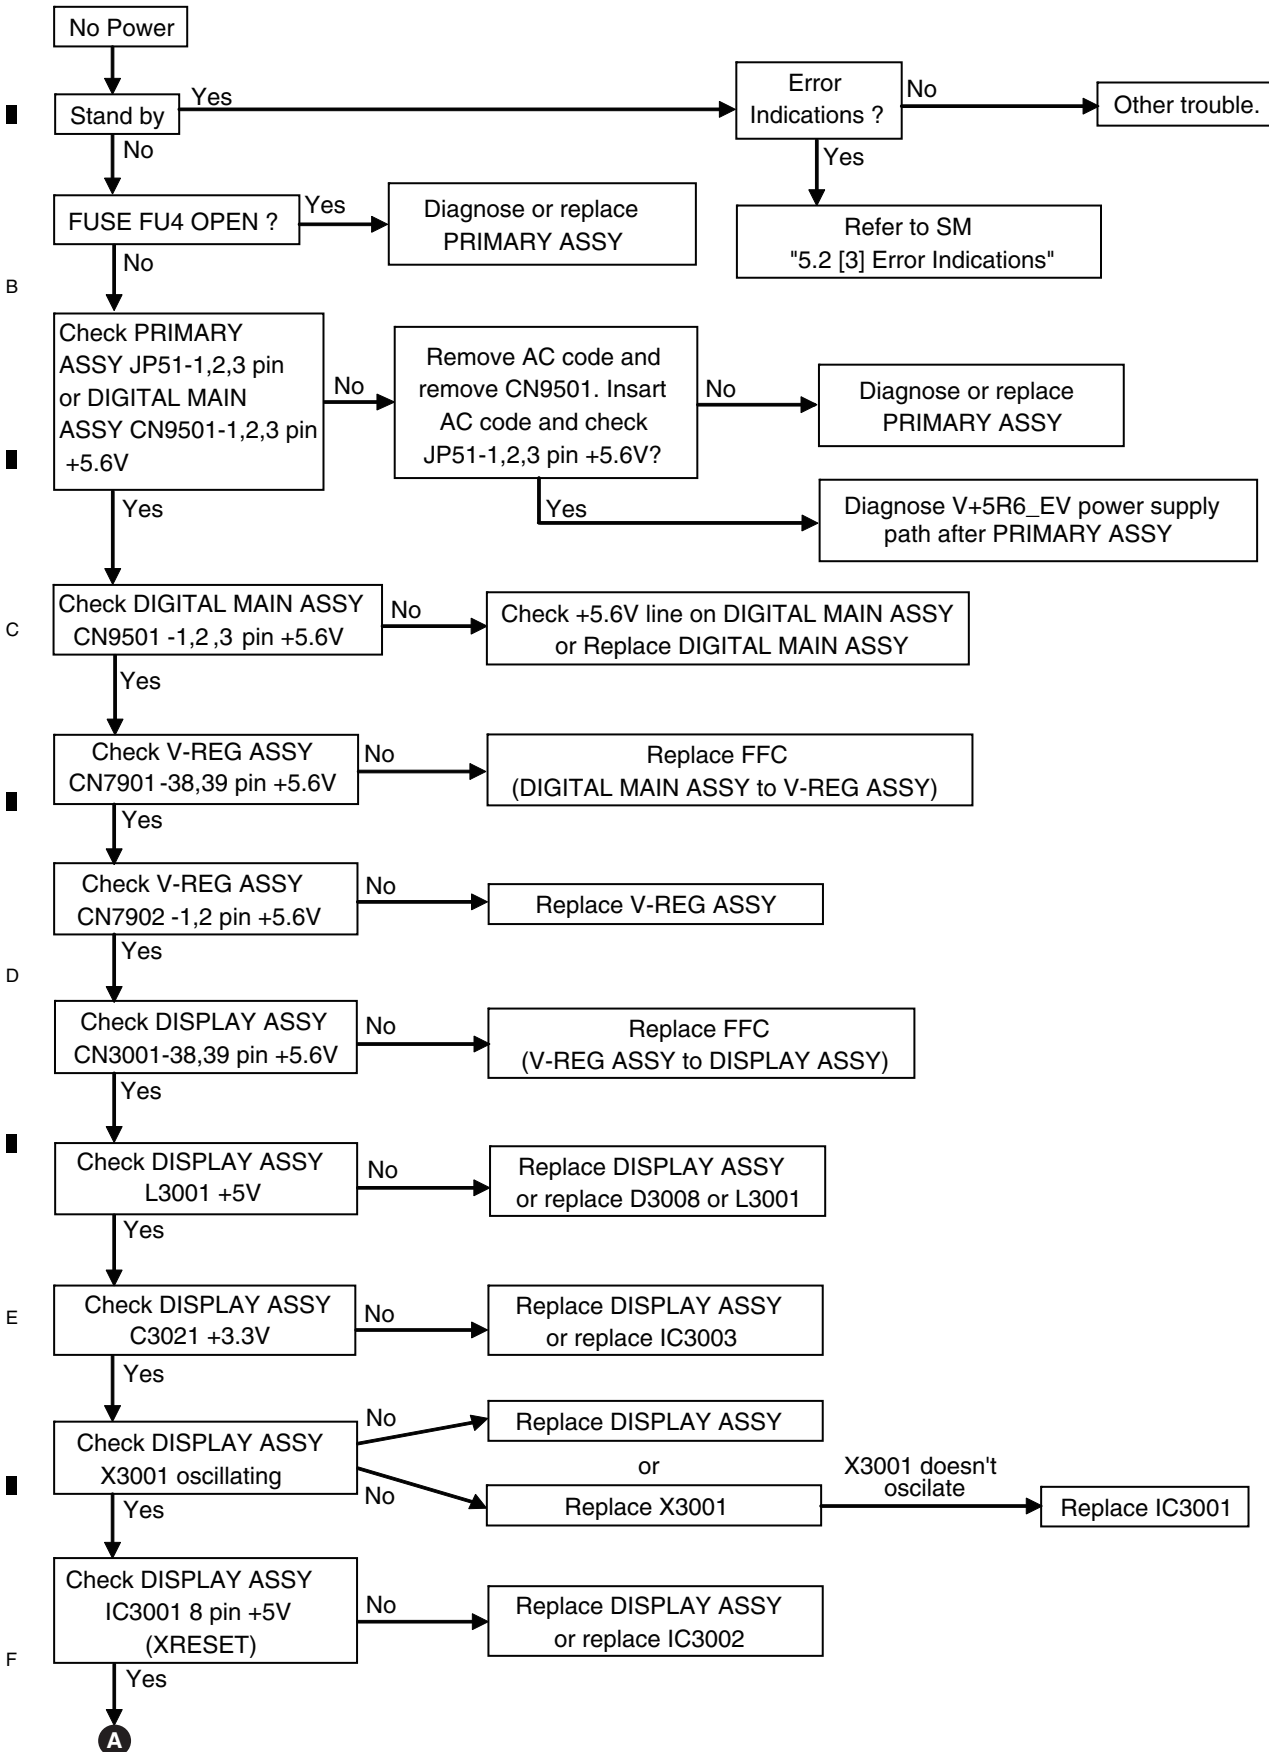 No Power
Stand by
Yes
Error
Indications ?
No
Other trouble.
No
Yes
FUSE FU4 OPEN ?
Yes
Diagnose or replace
PRIMARY ASSY
Refer to SM
"5.2 [3] Error Indications"
No
B
Check PRIMARY
ASSY JP51-1,2,3 pin
or DIGITAL MAIN
ASSY CN9501-1,2,3 pin
+5.6V
No
Remove AC code and
remove CN9501. Insart
AC code and check
JP51-1,2,3 pin +5.6V?
No
Diagnose or replace
PRIMARY ASSY
Yes
Yes
Diagnose V+5R6_EV power supply
path after PRIMARY ASSY
C
Check DIGITAL MAIN ASSY
CN9501 -1,2 ,3 pin +5.6V
No
Check +5.6V line on DIGITAL MAIN ASSY
or Replace DIGITAL MAIN ASSY
Yes
Check V-REG ASSY
CN7901-38,39 pin +5.6V
No
Replace FFC
(DIGITAL MAIN ASSY to V-REG ASSY)
Yes
Check V-REG ASSY
CN7902 -1,2 pin +5.6V
No
Replace V-REG ASSY
Yes
D
Check DISPLAY ASSY
CN3001-38,39 pin +5.6V
No
Replace FFC
(V-REG ASSY to DISPLAY ASSY)
Yes
Check DISPLAY ASSY
L3001 +5V
No
Replace DISPLAY ASSY
or replace D3008 or L3001
Yes
E
Check DISPLAY ASSY
C3021 +3.3V
No
Replace DISPLAY ASSY
or replace IC3003
Yes
Check DISPLAY ASSY
X3001 oscillating
No
Replace DISPLAY ASSY
or
No
Replace X3001
X3001 doesn't
oscilate
Replace IC3001
Yes
Check DISPLAY ASSY
IC3001 8 pin +5V
(XRESET)
No
Replace DISPLAY ASSY
or replace IC3002
F
Yes
A